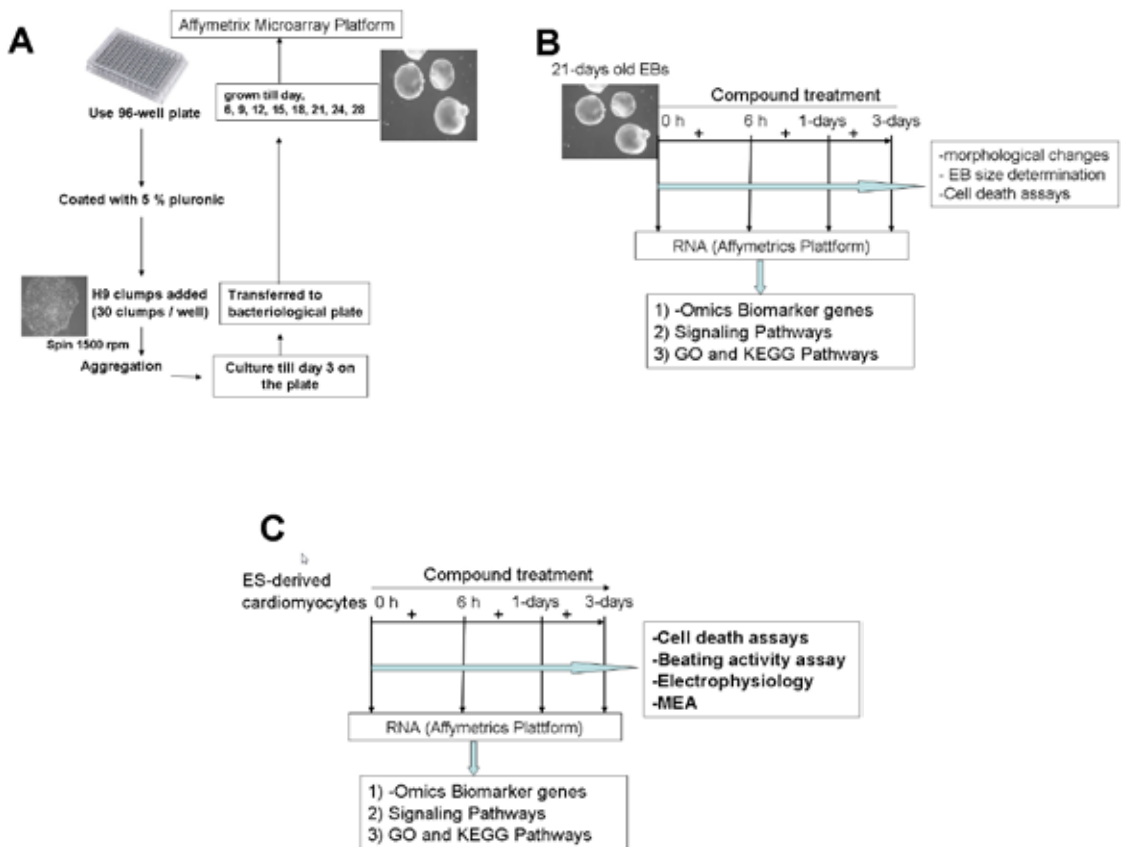 A
Affymetrix Microarray Platform
grown till day,
6, 9, 12, 15, 18, 21, 24, 28
Use 96-well plate
Coated with 5 % pluronic
H9 clumps added
(30 clumps / well)
Spin 1500 rpm
Aggregation
Culture till day 3 on
the plate
Transferred to
bacteriological plate
B
21-days old EBs
Compound treatment
0 h 6 h 1-days 3-days
+ + +
-morphological changes
- EB size determination
-Cell death assays
RNA (Affymetrics Plattform)
1) -Omics Biomarker genes
2) Signaling Pathways
3) GO and KEGG Pathways
C
ES-derived
cardiomyocytes
Compound treatment
0 h 6 h 1-days 3-days
+ + +
-Cell death assays
-Beating activity assay
-Electrophysiology
-MEA
RNA (Affymetrics Plattform)
1) -Omics Biomarker genes
2) Signaling Pathways
3) GO and KEGG Pathways